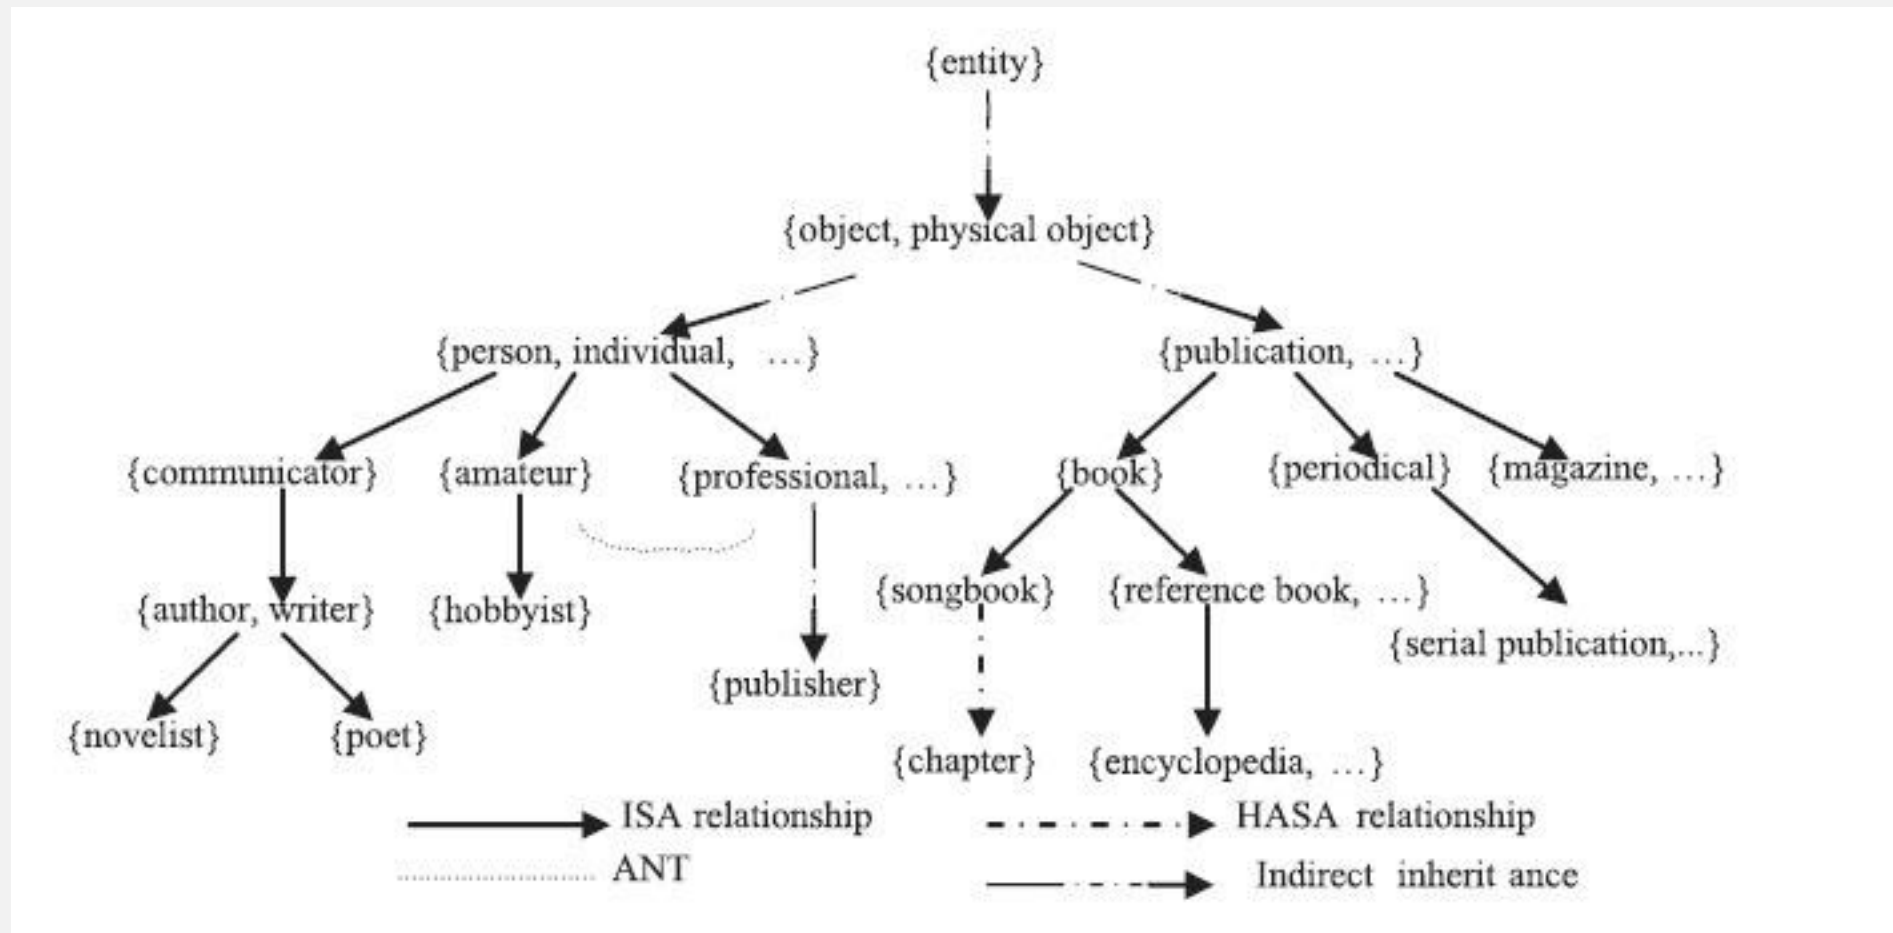 {entity}
{object, physical object}
{person, individual, ...}
{publication, ...}
{communicator}
{amateur}
{professional, ...}
{book}
{periodical}
{magazine, ...}
{author, writer}
{hobbyist}
{songbook}
{reference book, ...}
{serial publication,...}
{publisher}
{novelist}
{poet}
{chapter}
{encyclopedia, ...}
ISA relationship
HASA relationship
ANT
Indirect inherit ance